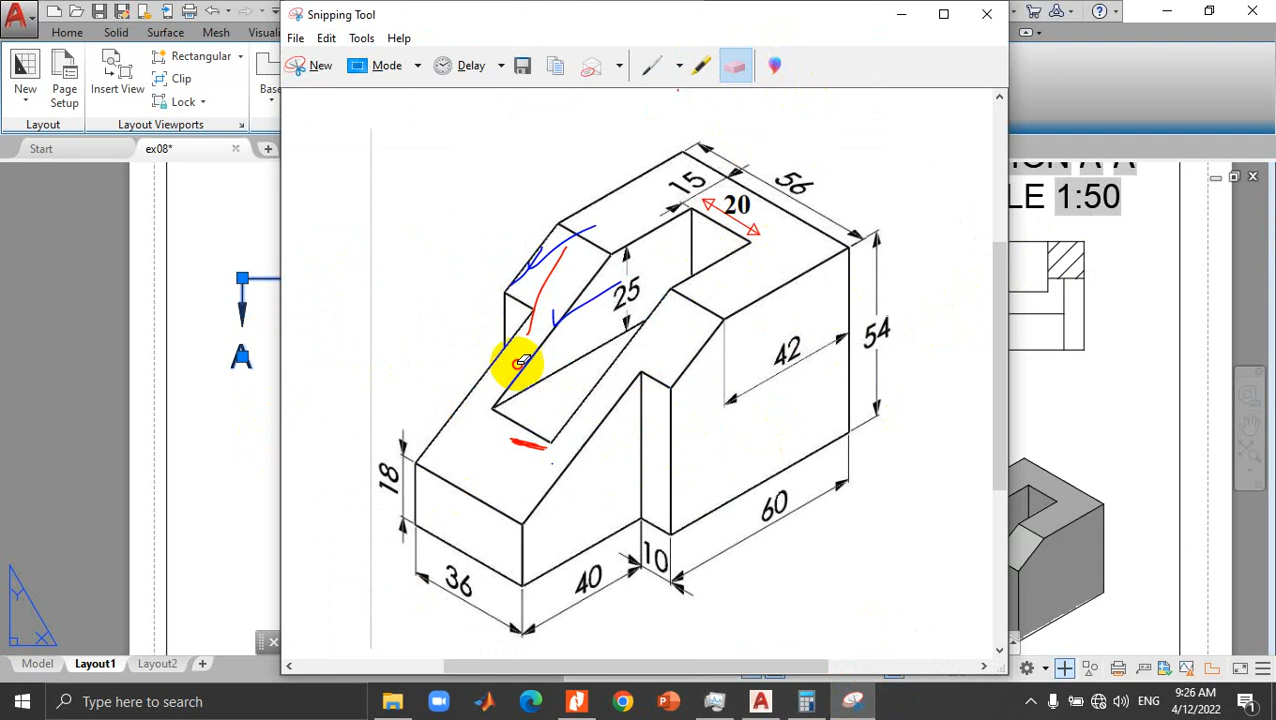 Snipping Tool
Home Solid Surface Mesh Visuali
File Edit Tools Help
New Mode Delay
New
Page Setup
Insert View
Rectangular
Clip
Lock
Base
Layout
Layout Viewports
Start
ex08*
A-A
LE 1:50
56
15
20
25
54
42
18
60
10
36
40
A
Y
X
Model Layout1 Layout2
Type here to search
ENG
9:26 AM
4/12/2022
1